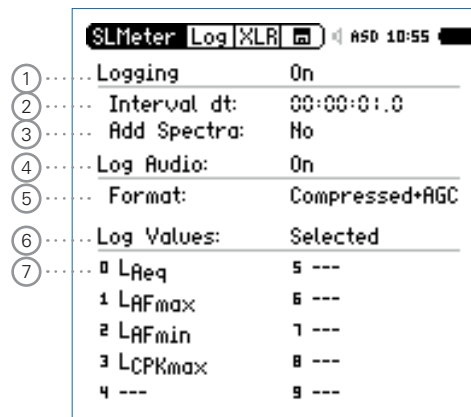 SLMeter Log XLR ASD 10:55
1 Logging On
2 Interval dt: 00:00:01.0
3 Add Spectra: No
4 Log Audio: On
5 Format: Compressed+AGC
6 Log Values: Selected
7 0 LAeq 5 ---
1 LAFmax 6 ---
2 LAFmin 7 ---
3 LCPKmax 8 ---
4 --- 9 ---